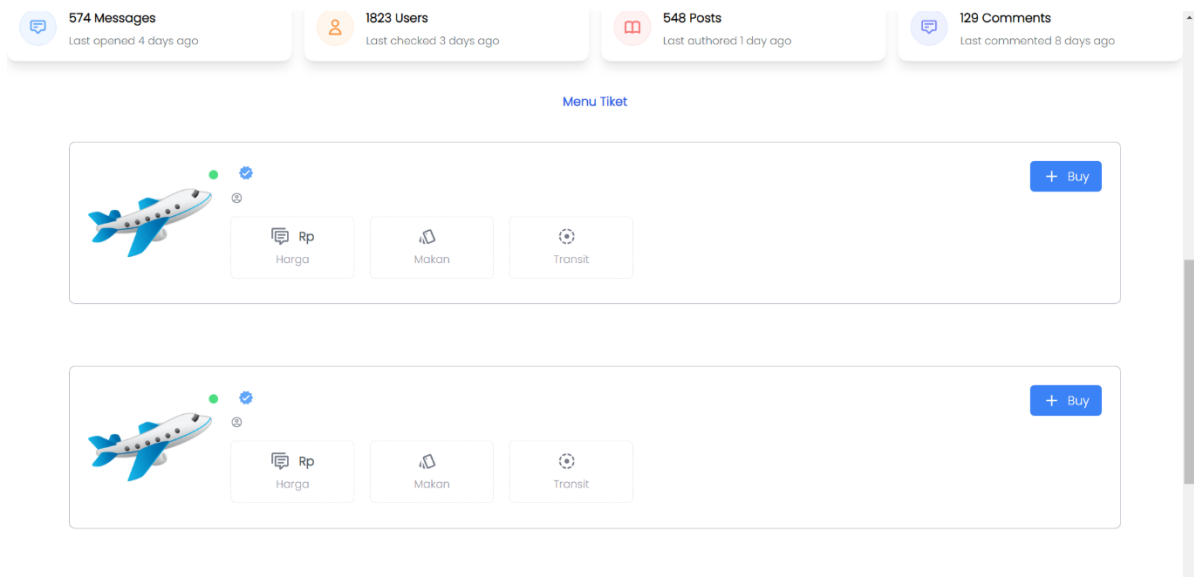 574 Messages
Last opened 4 days ago
1823 Users
Last checked 3 days ago
548 Posts
Last authored 1 day ago
129 Comments
Last commented 8 days ago
Menu Tiket
+ Buy
Rp
Harga
Makan
Transit
+ Buy
Rp
Harga
Makan
Transit